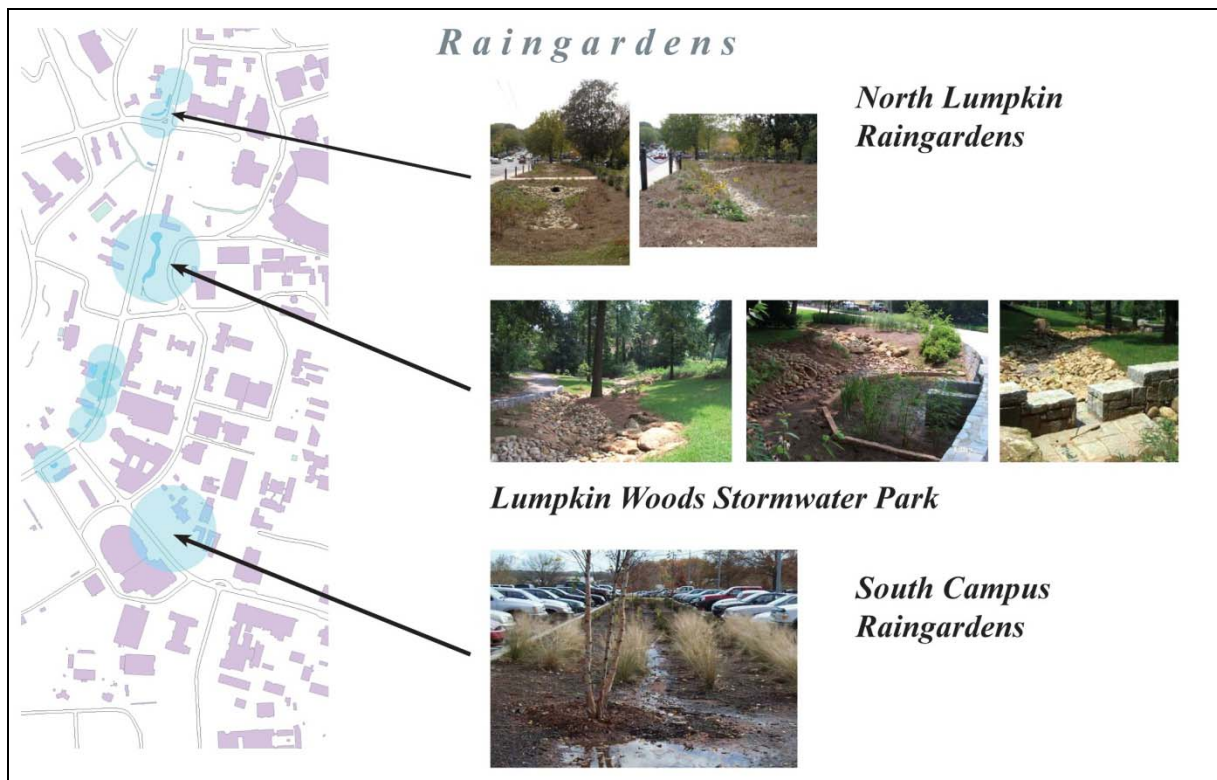 Raingardens
North Lumpkin
Raingardens
Lumpkin Woods Stormwater Park
South Campus
Raingardens